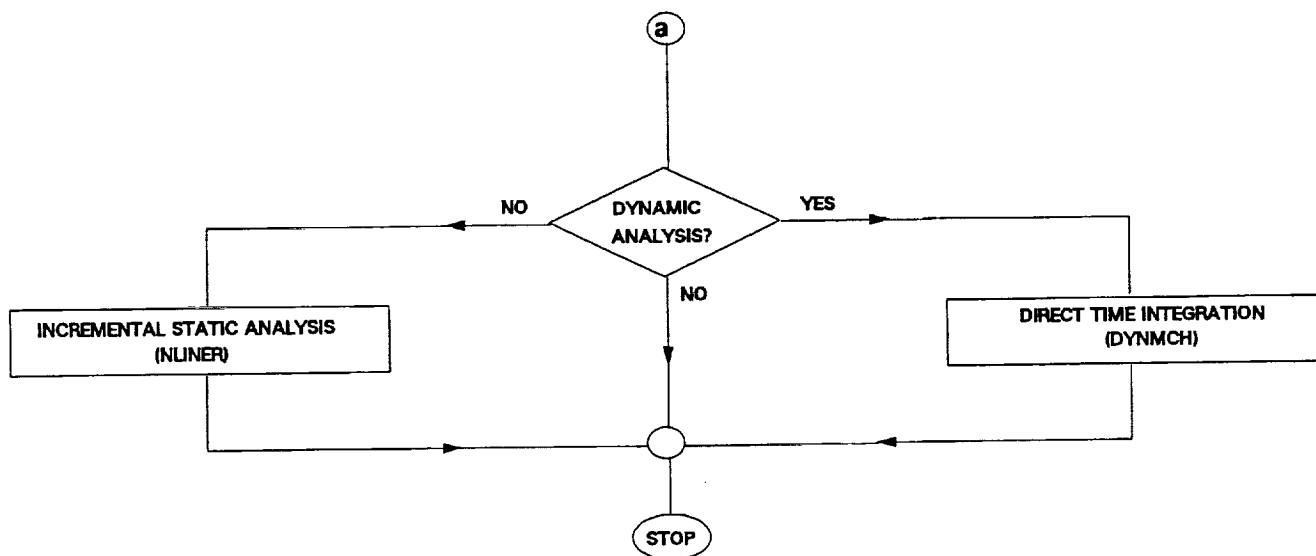 a
DYNAMIC
ANALYSIS?
NO
YES
NO
INCREMENTAL STATIC ANALYSIS
(NLINER)
DIRECT TIME INTEGRATION
(DYNMCH)
STOP